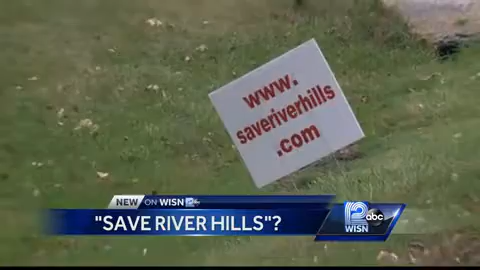 www.
saveriverhills
.com
NEW ON WISN 12
"SAVE RIVER HILLS"?
12 abc
WISN